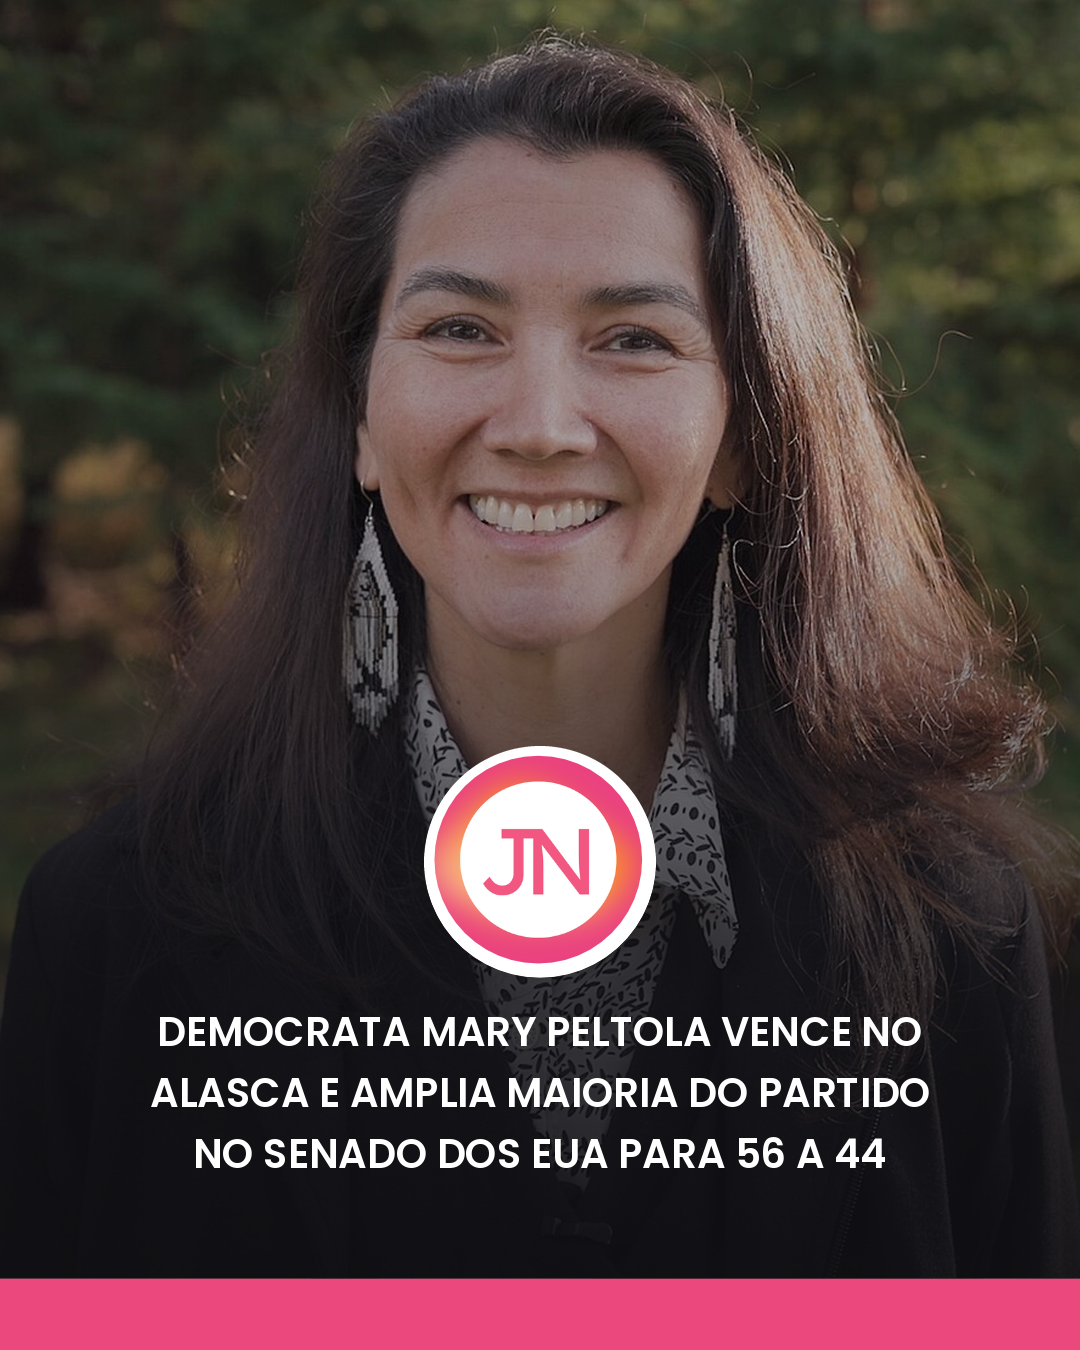 JN
DEMOCRATA MARY PELTOLA VENCE NO
ALASCA E AMPLIA MAIORIA DO PARTIDO
NO SENADO DOS EUA PARA 56 A 44